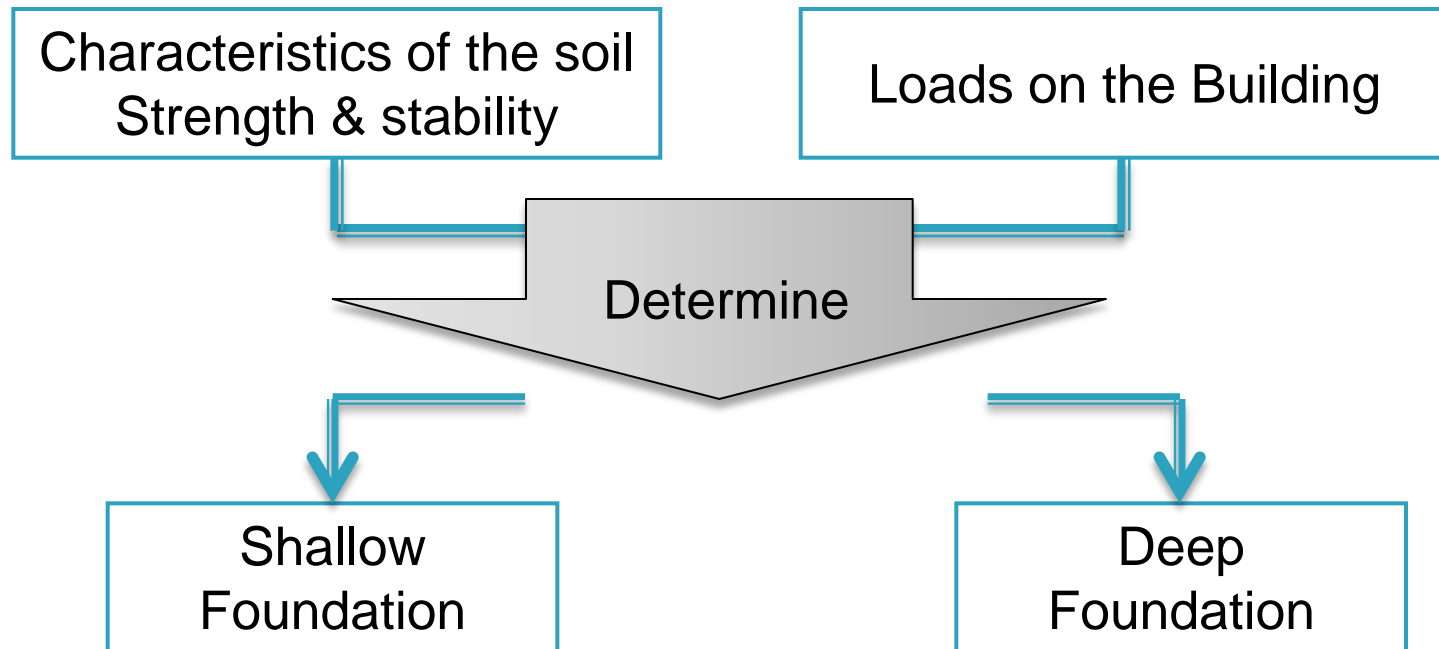 Characteristics of the soil
Strength & stability
Loads on the Building
Determine
Shallow
Foundation
Deep
Foundation